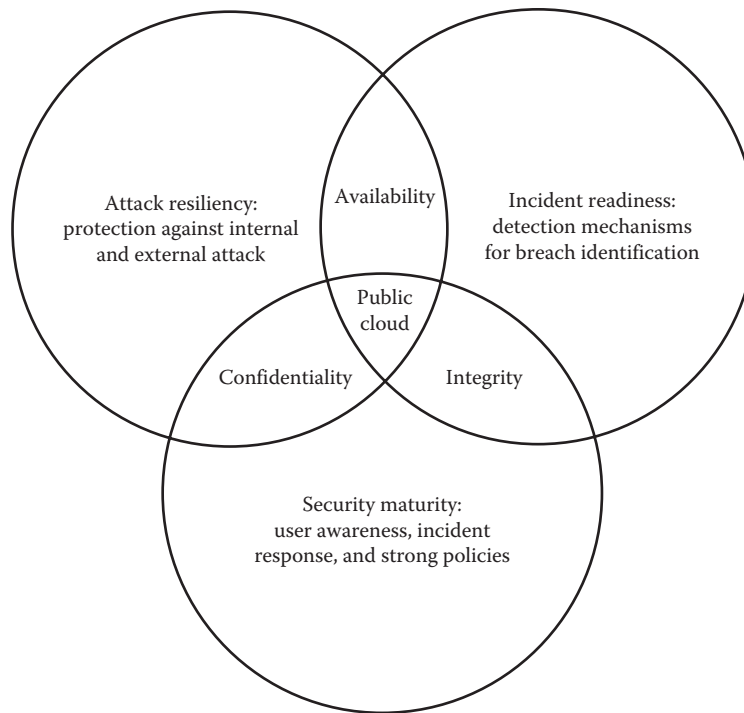 Attack resiliency:
protection against internal
and external attack
Availability
Incident readiness:
detection mechanisms
for breach identification
Public
cloud
Confidentiality
Integrity
Security maturity:
user awareness, incident
response, and strong policies